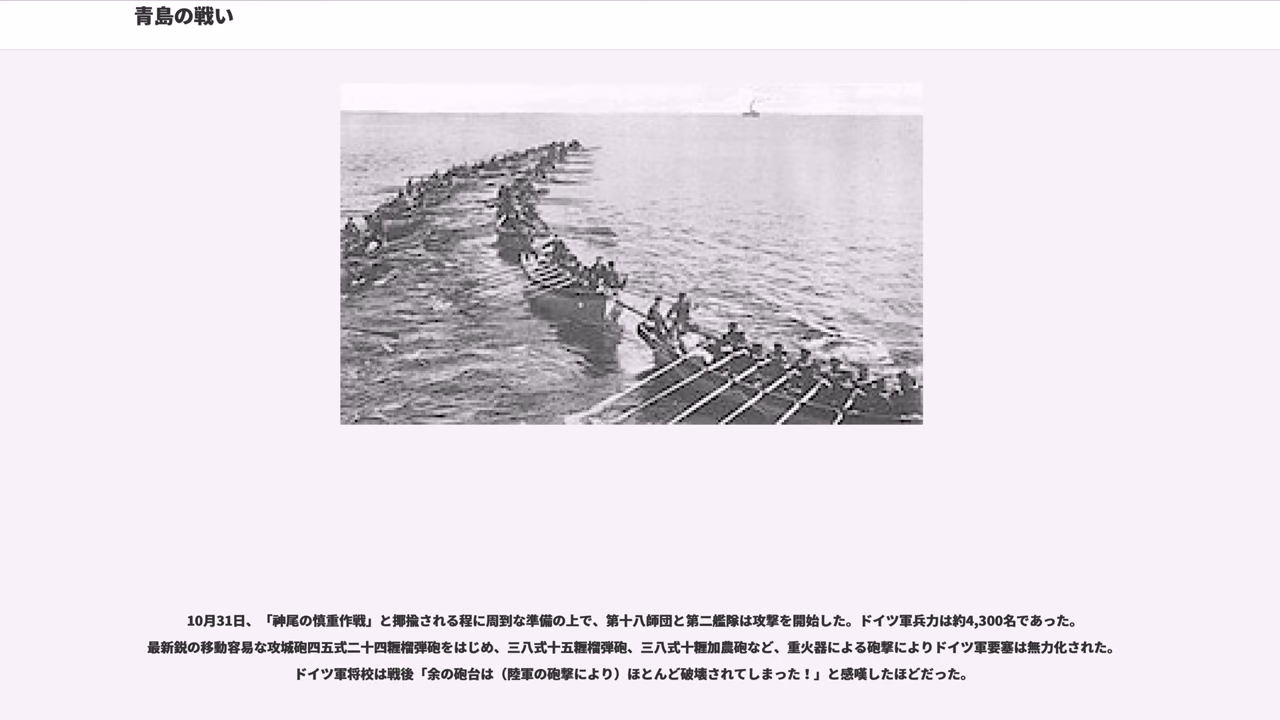 青島の戦い
10月31日、「神尾の慎重作戦」と揶揄される程に周到な準備の上で、第十八師団と第二艦隊は攻撃を開始した。ドイツ軍兵力は約4,300名であった。
最新鋭の移動容易な攻城砲四五式二十四糎榴弾砲をはじめ、三八式十五糎榴弾砲、三八式十糎加農砲など、重火器による砲撃によりドイツ軍要塞は無力化された。
ドイツ軍将校は戦後「余の砲台は（陸軍の砲撃により）ほとんど破壊されてしまった！」と感嘆したほどだった。